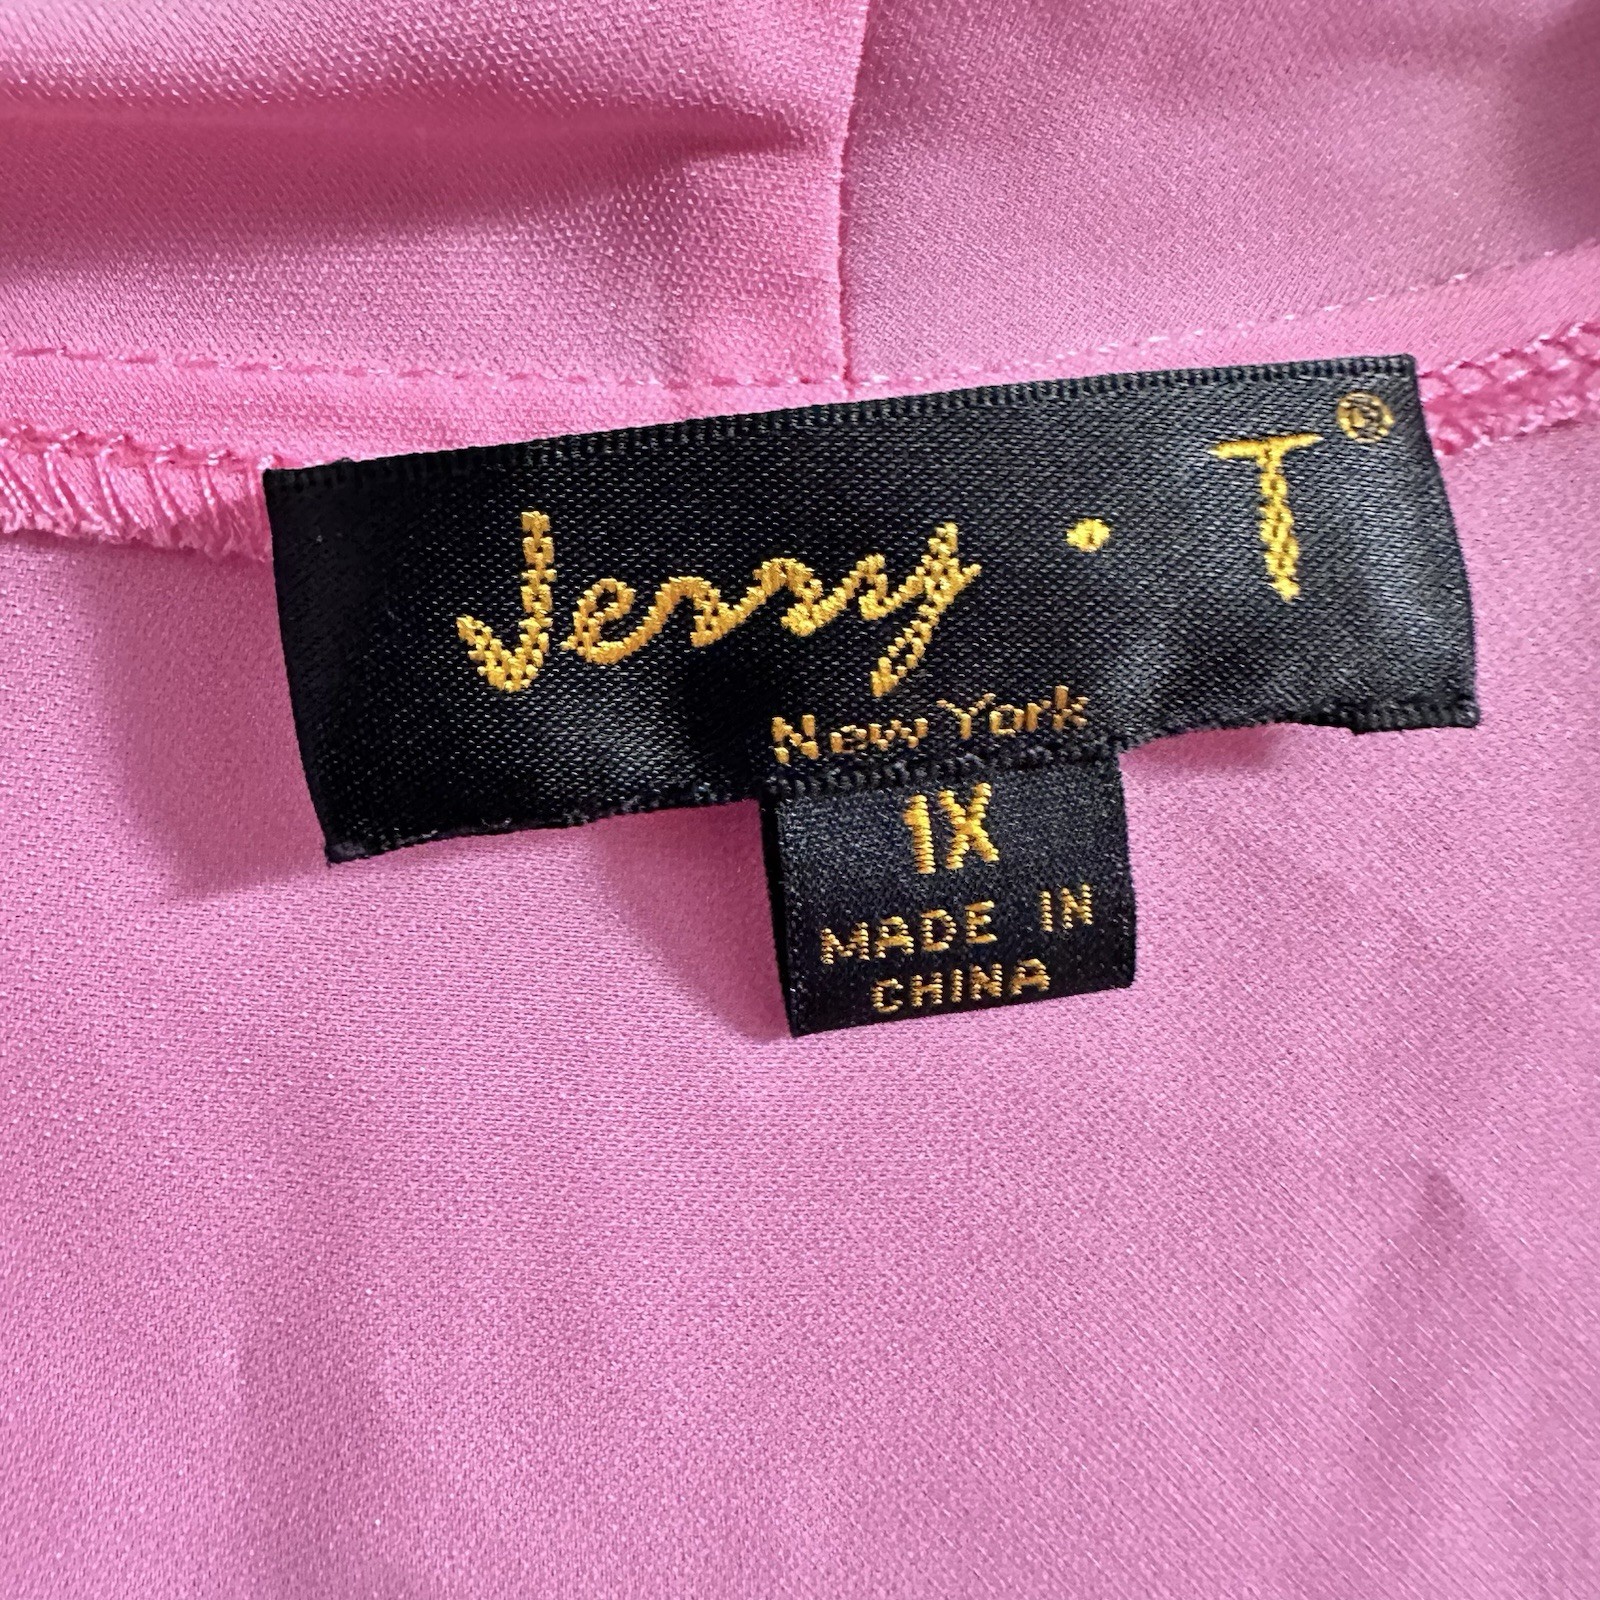 Jerry • T®
New York
1X
MADE IN
CHINA